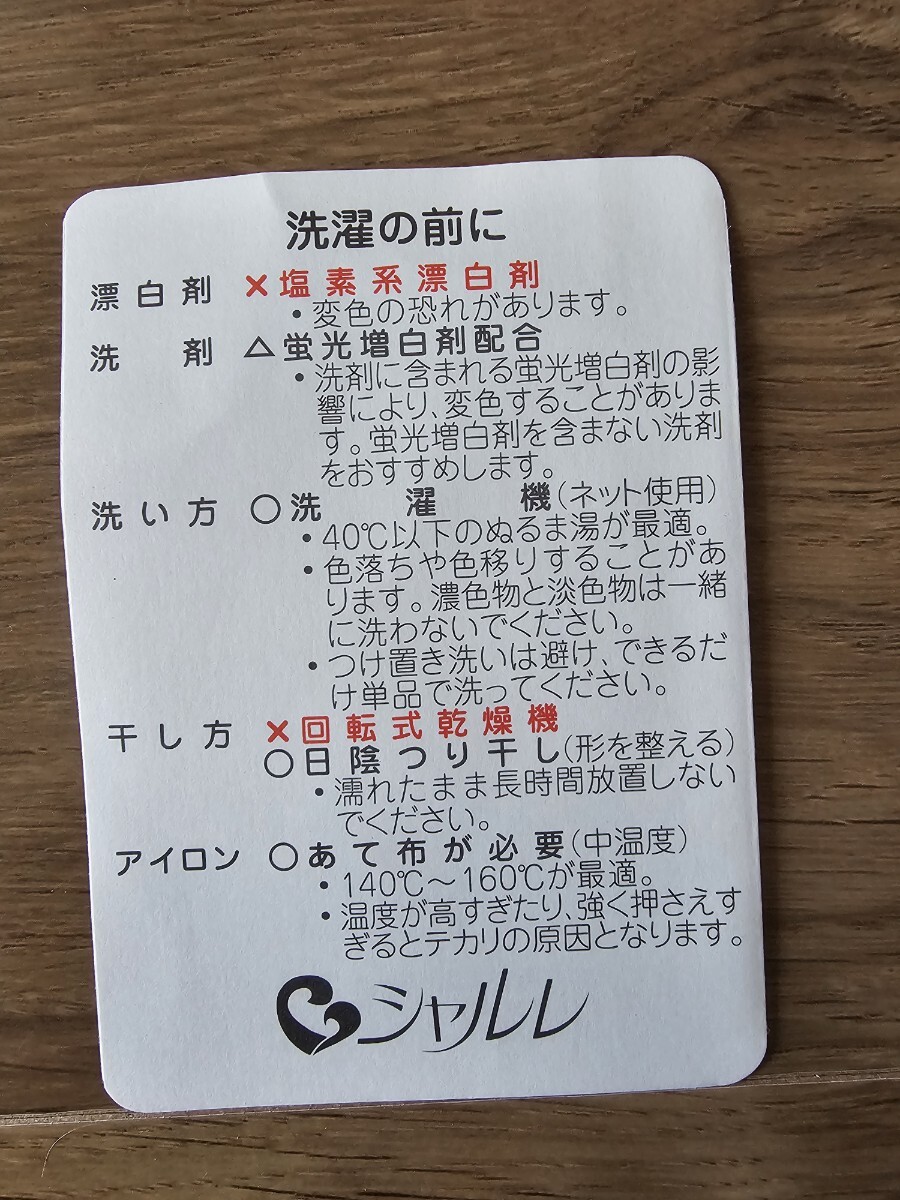 洗濯の前に
漂白剤 ×塩素系漂白剤
・変色の恐れがあります。
洗剤 △蛍光増白剤配合
・洗剤に含まれる蛍光増白剤の影
響により、変色することがありま
す。蛍光増白剤を含まない洗剤
をおすすめします。
洗い方 ○洗濯機(ネット使用)
・40℃以下のぬるま湯が最適。
・色落ちや色移りすることがあ
ります。濃色物と淡色物は一緒
に洗わないでください。
・つけ置き洗いは避け、できるだ
け単品で洗ってください。
干し方 ×回転式乾燥機
○日陰つり干し(形を整える)
・濡れたまま長時間放置しない
でください。
アイロン ○あて布が必要(中温度)
・140℃～160℃が最適。
・温度が高すぎたり、強く押さえす
ぎるとテカリの原因となります。
シャルレ